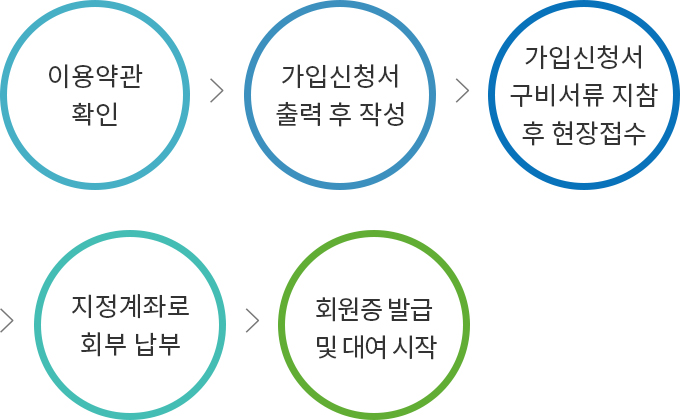 이용약관
확인
가입신청서
출력 후 작성
가입신청서
구비서류 지참
후 현장접수
지정계좌로
회부 납부
회원증 발급
및 대여 시작